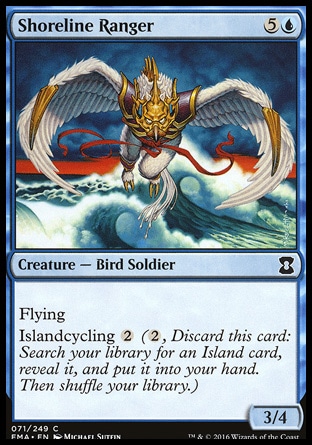 Shoreline Ranger 5
Creature — Bird Soldier
Flying
Islandcycling 2 (2, Discard this card:
Search your library for an Island card,
reveal it, and put it into your hand.
Then shuffle your library.)
3/4
071/249 C
EMA • EN Michael Sutfin
™ & © 2016 Wizards of the Coast